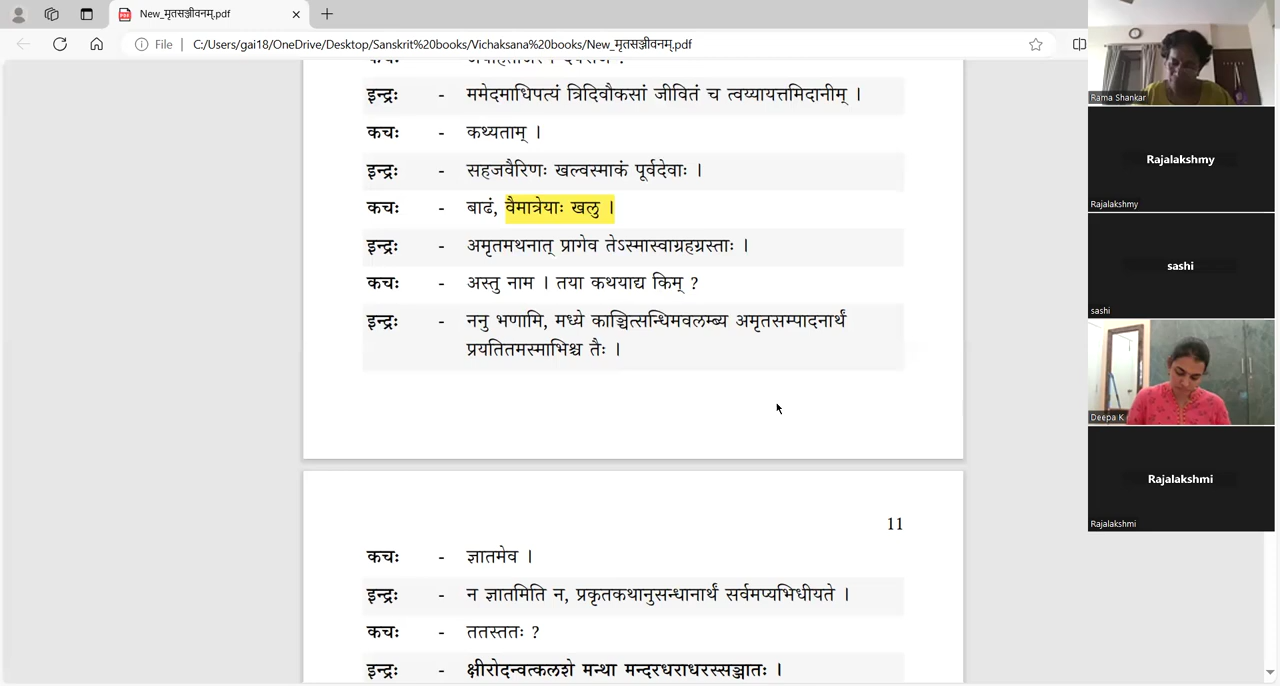 New_मृतसञ्जीवनम्.pdf
File | C:/Users/gai18/OneDrive/Desktop/Sanskrit%20books/Vichaksana%20books/New_मृतसञ्जीवनम्.pdf
इन्द्रः - ममेदमाधिपत्यं त्रिदिवौकसां जीवितं च त्वय्यायत्तमिदानीम् ।
कचः - कथ्यताम् ।
इन्द्रः - सहजवैरिणः खल्वस्माकं पूर्वदेवाः ।
कचः - बाढं, वैमात्रेयाः खलु ।
इन्द्रः - अमृतमथनात् प्रागेव तेऽस्मास्वाग्रहग्रस्ताः ।
कचः - अस्तु नाम । तया कथयाद्य किम् ?
इन्द्रः - ननु भणामि, मध्ये काञ्चित्सन्धिमवलम्ब्य अमृतसम्पादनार्थं
प्रयतितमस्माभिश्च तैः ।
11
कचः - ज्ञातमेव ।
इन्द्रः - न ज्ञातमिति न, प्रकृतकथानुसन्धानार्थं सर्वमप्यभिधीयते ।
कचः - ततस्ततः ?
इन्द्रः - क्षीरोदन्वत्कलशे मन्था मन्दरधराधरस्सञ्जातः ।
Rama Shankar
Rajalakshmy
Rajalakshmy
sashi
sashi
Deepa K
Rajalakshmi
Rajalakshmi